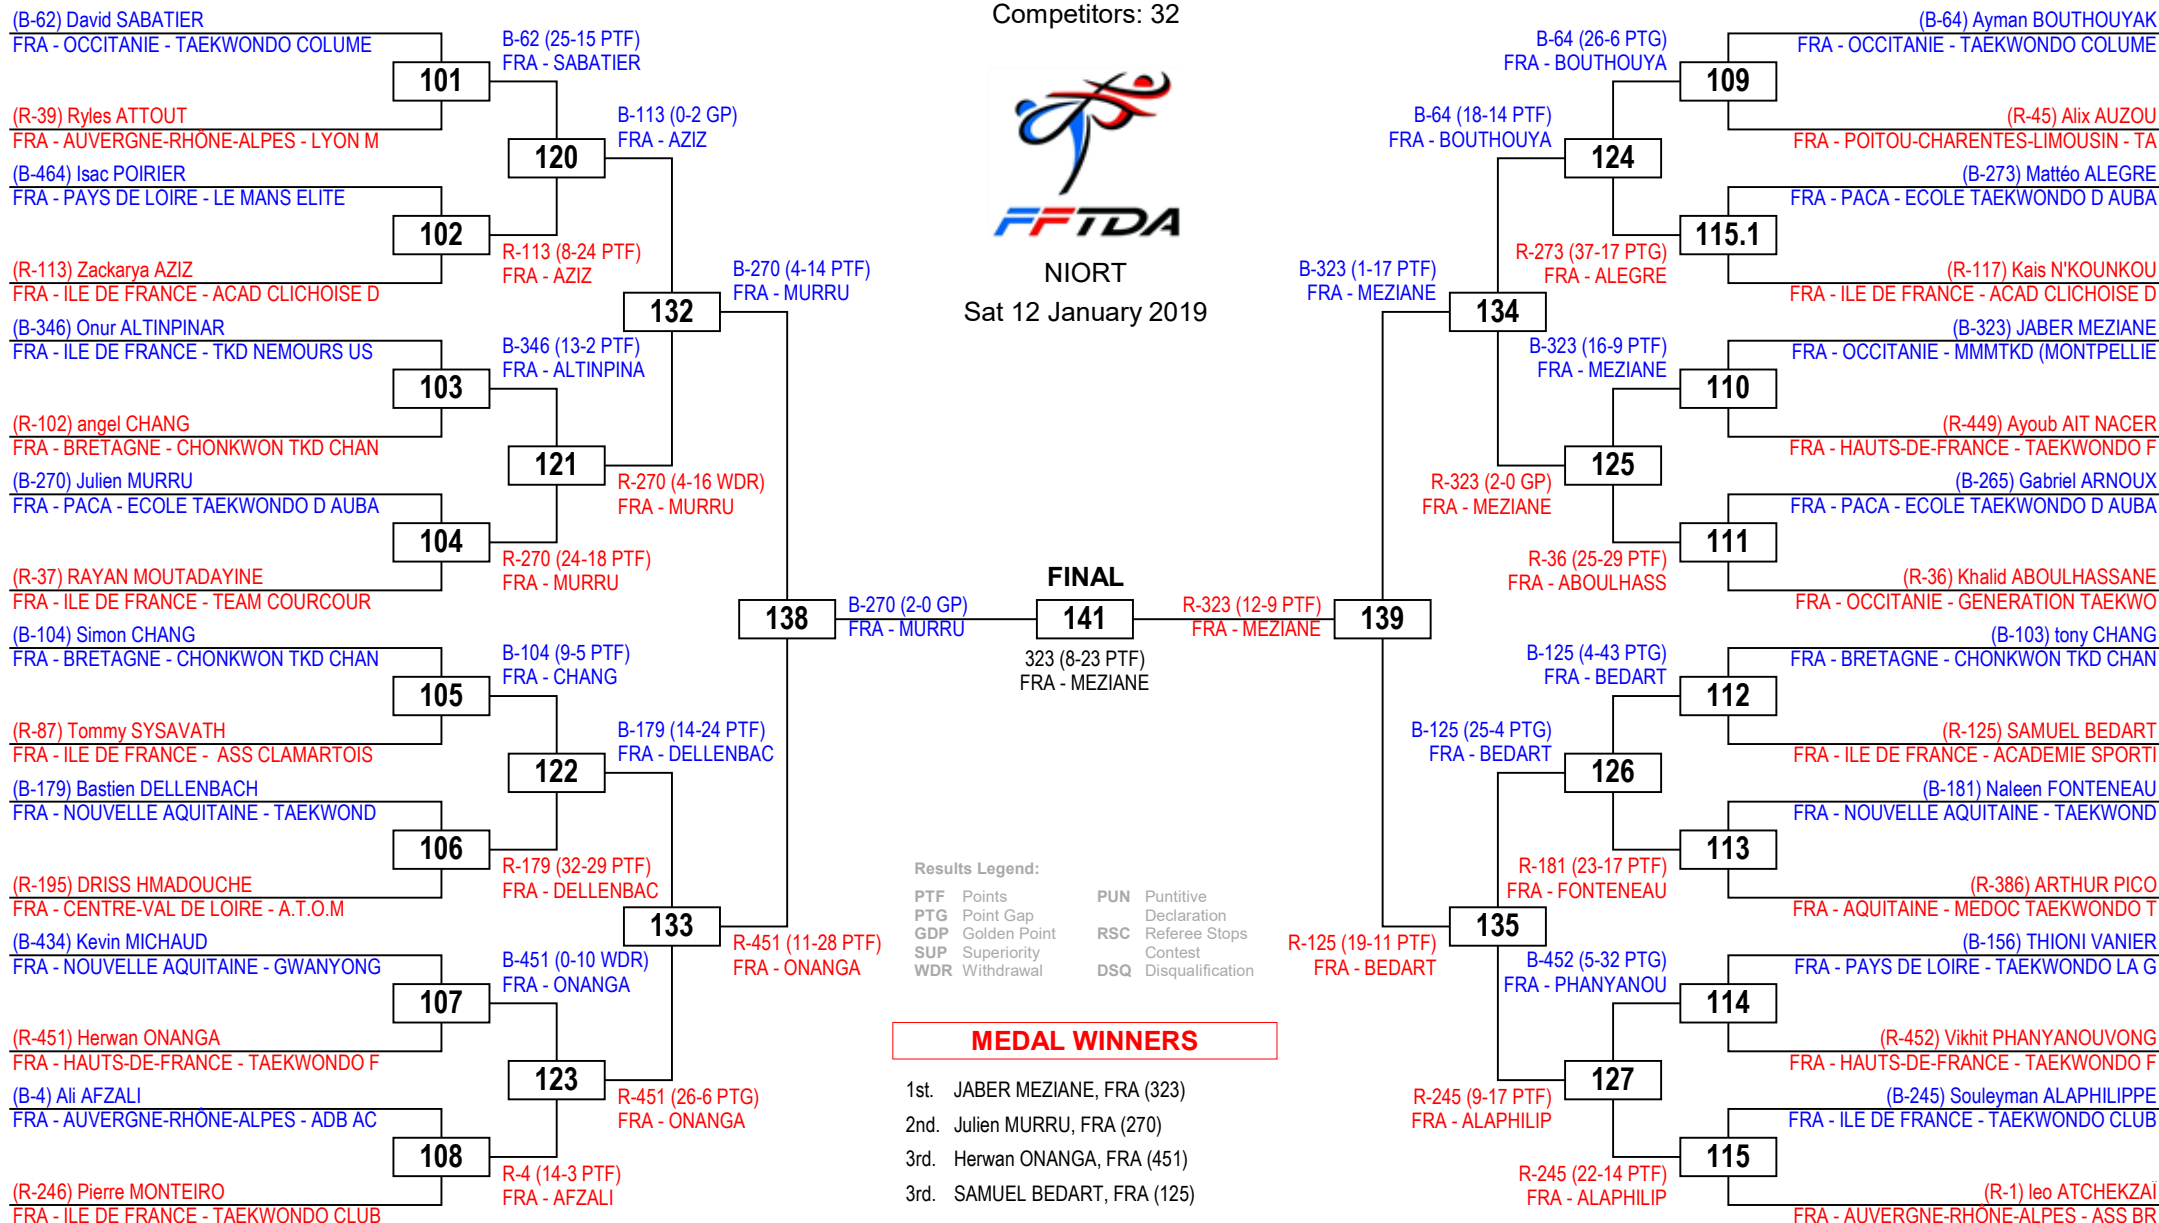 Competitors: 32
FFTDA
NIORT
Sat 12 January 2019
(B-62) David SABATIER
FRA - OCCITANIE - TAEKWONDO COLUME
101
(R-39) Ryles ATTOUT
FRA - AUVERGNE-RHÔNE-ALPES - LYON M
(B-464) Isac POIRIER
FRA - PAYS DE LOIRE - LE MANS ELITE
102
(R-113) Zackarya AZIZ
FRA - ILE DE FRANCE - ACAD CLICHOISE D
(B-346) Onur ALTINPINAR
FRA - ILE DE FRANCE - TKD NEMOURS US
103
(R-102) angel CHANG
FRA - BRETAGNE - CHONKWON TKD CHAN
(B-270) Julien MURRU
FRA - PACA - ECOLE TAEKWONDO D AUBA
104
(R-37) RAYAN MOUTADAYINE
FRA - ILE DE FRANCE - TEAM COURCOUR
(B-104) Simon CHANG
FRA - BRETAGNE - CHONKWON TKD CHAN
105
(R-87) Tommy SYSAVATH
FRA - ILE DE FRANCE - ASS CLAMARTOIS
(B-179) Bastien DELLENBACH
FRA - NOUVELLE AQUITAINE - TAEKWOND
106
(R-195) DRISS HMADOUCHE
FRA - CENTRE-VAL DE LOIRE - A.T.O.M
(B-434) Kevin MICHAUD
FRA - NOUVELLE AQUITAINE - GWANYONG
107
(R-451) Herwan ONANGA
FRA - HAUTS-DE-FRANCE - TAEKWONDO F
(B-4) Ali AFZALI
FRA - AUVERGNE-RHÔNE-ALPES - ADB AC
108
(R-246) Pierre MONTEIRO
FRA - ILE DE FRANCE - TAEKWONDO CLUB
B-62 (25-15 PTF)
FRA - SABATIER
120
R-113 (8-24 PTF)
FRA - AZIZ
B-346 (13-2 PTF)
FRA - ALTINPINA
121
R-270 (24-18 PTF)
FRA - MURRU
B-104 (9-5 PTF)
FRA - CHANG
122
R-179 (32-29 PTF)
FRA - DELLENBAC
B-451 (0-10 WDR)
FRA - ONANGA
123
R-4 (14-3 PTF)
FRA - AFZALI
B-113 (0-2 GP)
FRA - AZIZ
132
R-270 (4-16 WDR)
FRA - MURRU
B-179 (14-24 PTF)
FRA - DELLENBAC
133
R-451 (26-6 PTG)
FRA - ONANGA
B-270 (4-14 PTF)
FRA - MURRU
138
R-451 (11-28 PTF)
FRA - ONANGA
B-270 (2-0 GP)
FRA - MURRU
FINAL
141
323 (8-23 PTF)
FRA - MEZIANE
R-323 (12-9 PTF)
FRA - MEZIANE
B-323 (1-17 PTF)
FRA - MEZIANE
139
R-125 (19-11 PTF)
FRA - BEDART
B-64 (18-14 PTF)
FRA - BOUTHOUYA
134
R-323 (2-0 GP)
FRA - MEZIANE
B-125 (25-4 PTG)
FRA - BEDART
135
R-245 (9-17 PTF)
FRA - ALAPHILIP
B-64 (26-6 PTG)
FRA - BOUTHOUYA
124
R-273 (37-17 PTG)
FRA - ALEGRE
B-323 (16-9 PTF)
FRA - MEZIANE
125
R-36 (25-29 PTF)
FRA - ABOULHASS
B-125 (4-43 PTG)
FRA - BEDART
126
R-181 (23-17 PTF)
FRA - FONTENEAU
B-452 (5-32 PTG)
FRA - PHANYANOU
127
R-245 (22-14 PTF)
FRA - ALAPHILIP
(B-64) Ayman BOUTHOUYAK
FRA - OCCITANIE - TAEKWONDO COLUME
109
(R-45) Alix AUZOU
FRA - POITOU-CHARENTES-LIMOUSIN - TA
(B-273) Mattéo ALEGRE
FRA - PACA - ECOLE TAEKWONDO D AUBA
115.1
(R-117) Kais N'KOUNKOU
FRA - ILE DE FRANCE - ACAD CLICHOISE D
(B-323) JABER MEZIANE
FRA - OCCITANIE - MMMTKD (MONTPELLIE
110
(R-449) Ayoub AIT NACER
FRA - HAUTS-DE-FRANCE - TAEKWONDO F
(B-265) Gabriel ARNOUX
FRA - PACA - ECOLE TAEKWONDO D AUBA
111
(R-36) Khalid ABOULHASSANE
FRA - OCCITANIE - GENERATION TAEKWO
(B-103) tony CHANG
FRA - BRETAGNE - CHONKWON TKD CHAN
112
(R-125) SAMUEL BEDART
FRA - ILE DE FRANCE - ACADEMIE SPORTI
(B-181) Naleen FONTENEAU
FRA - NOUVELLE AQUITAINE - TAEKWOND
113
(R-386) ARTHUR PICO
FRA - AQUITAINE - MEDOC TAEKWONDO T
(B-156) THIONI VANIER
FRA - PAYS DE LOIRE - TAEKWONDO LA G
114
(R-452) Vikhit PHANYANOUVONG
FRA - HAUTS-DE-FRANCE - TAEKWONDO F
(B-245) Souleyman ALAPHILIPPE
FRA - ILE DE FRANCE - TAEKWONDO CLUB
115
(R-1) leo ATCHEKZAÏ
FRA - AUVERGNE-RHÔNE-ALPES - ASS BR
Results Legend:
PTF Points
PTG Point Gap
GDP Golden Point
SUP Superiority
WDR Withdrawal
PUN Puntitive
Declaration
RSC Referee Stops
Contest
DSQ Disqualification
MEDAL WINNERS
1st. JABER MEZIANE, FRA (323)
2nd. Julien MURRU, FRA (270)
3rd. Herwan ONANGA, FRA (451)
3rd. SAMUEL BEDART, FRA (125)